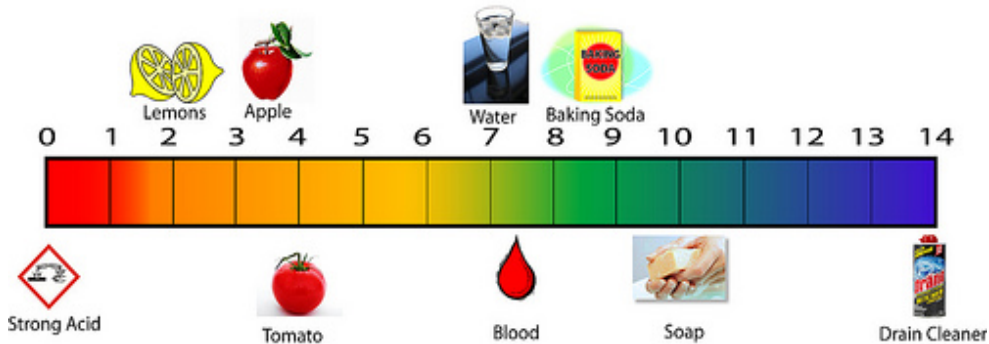 Lemons
Apple
Water
BAKING
SODA
Baking Soda
0 1 2 3 4 5 6 7 8 9 10 11 12 13 14
Strong Acid
Tomato
Blood
Soap
Drano
Drain Cleaner